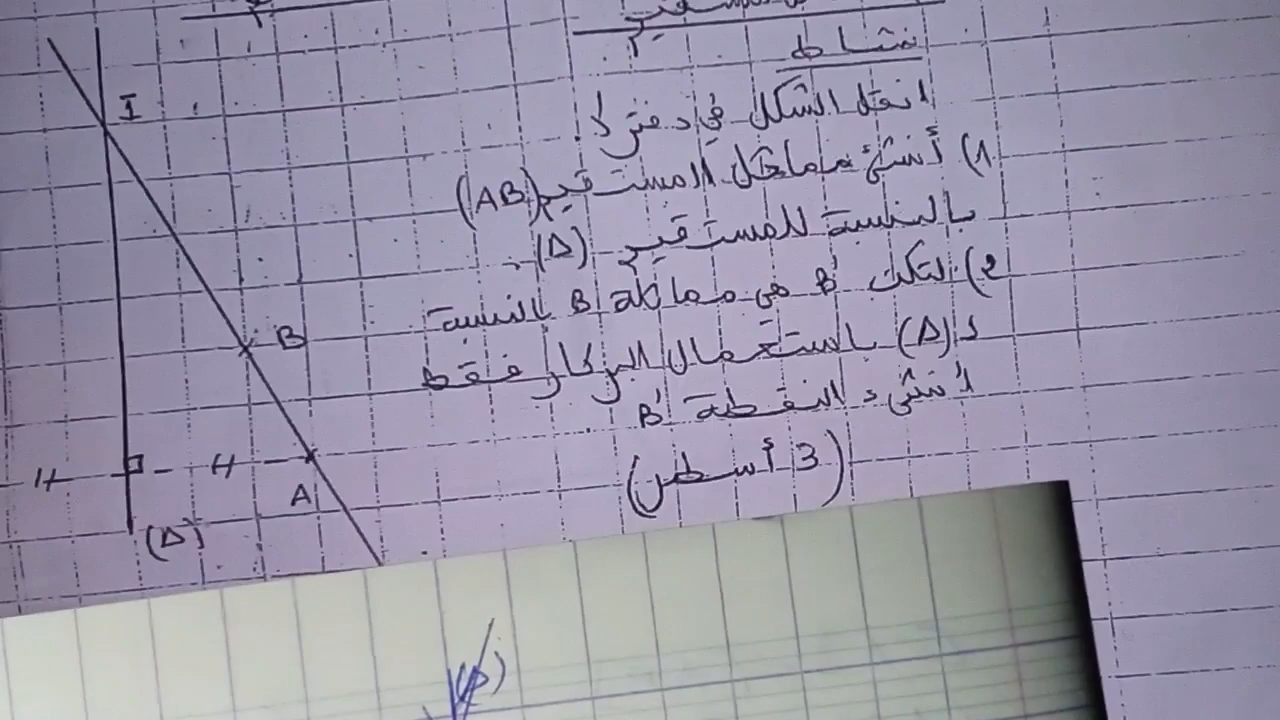 نشاط
انقل الشكل في دفترك.
1) أنشئ مماثل المستقيم (AB)
بالنسبة للمستقيم (Δ).
2) لتكن B' هي مماثلة B بالنسبة
لـ (Δ) باستعمال البركار فقط
أنشىء النقطة B'
(3 أسطر)
I
B
A
(Δ)